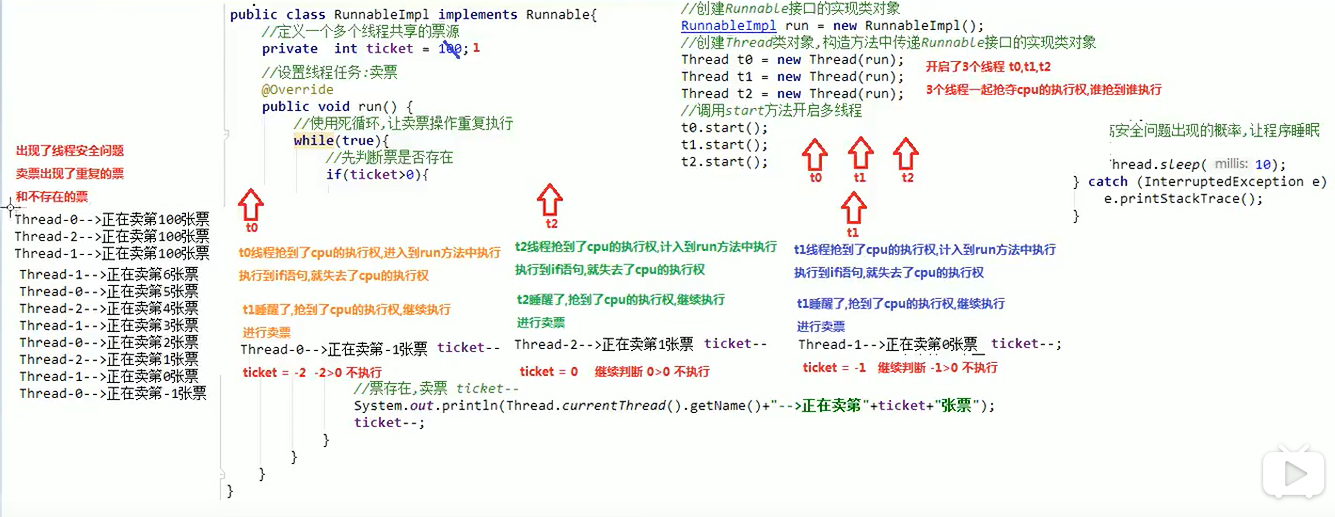 public class RunnableImpl implements Runnable{
//定义一个多个线程共享的票源
private int ticket = 100; 1
//设置线程任务:卖票
@Override
public void run() {
//使用死循环,让卖票操作重复执行
while(true){
//先判断票是否存在
if(ticket>0){
//创建Runnable接口的实现类对象
RunnableImpl run = new RunnableImpl();
//创建Thread类对象,构造方法中传递Runnable接口的实现类对象
Thread t0 = new Thread(run);
Thread t1 = new Thread(run);
Thread t2 = new Thread(run);
//调用start方法开启多线程
t0.start();
t1.start();
t2.start();
开启了3个线程 t0,t1,t2
3个线程一起抢夺cpu的执行权,谁抢到谁执行
t0
t1
t2
高安全问题出现的概率,让程序睡眠
hread.sleep( millis: 10);
} catch (InterruptedException e)
e.printStackTrace();
}
出现了线程安全问题
卖票出现了重复的票
和不存在的票
Thread-0-->正在卖第100张票
Thread-2-->正在卖第100张票
Thread-1-->正在卖第100张票
Thread-1-->正在卖第6张票
Thread-0-->正在卖第5张票
Thread-2-->正在卖第4张票
Thread-1-->正在卖第3张票
Thread-0-->正在卖第2张票
Thread-2-->正在卖第1张票
Thread-1-->正在卖第0张票
Thread-0-->正在卖第-1张票
t0
t0线程抢到了cpu的执行权,进入到run方法中执行
执行到if语句,就失去了cpu的执行权
t1睡醒了,抢到了cpu的执行权,继续执行
进行卖票
Thread-0-->正在卖第-1张票 ticket--
ticket = -2 -2>0 不执行
t2
t2线程抢到了cpu的执行权,计入到run方法中执行
执行到if语句,就失去了cpu的执行权
t2睡醒了,抢到了cpu的执行权,继续执行
进行卖票
Thread-2-->正在卖第1张票 ticket--
ticket = 0 继续判断 0>0 不执行
t1
t1线程抢到了cpu的执行权,计入到run方法中执行
执行到if语句,就失去了cpu的执行权
t1睡醒了,抢到了cpu的执行权,继续执行
进行卖票
Thread-1-->正在卖第0张票 ticket--;
ticket = -1 继续判断 -1>0 不执行
//票存在,卖票 ticket--
System.out.println(Thread.currentThread().getName()+"-->正在卖第"+ticket+"张票");
ticket--;
}
}
}
}